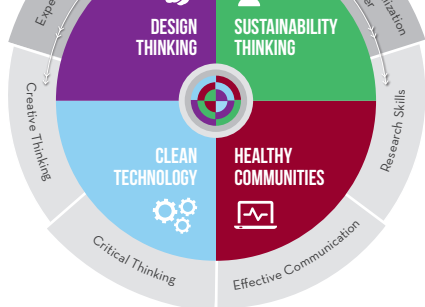 DESIGN
THINKING
SUSTAINABILITY
THINKING
Creative Thinking
Research Skills
CLEAN
TECHNOLOGY
HEALTHY
COMMUNITIES
Critical Thinking
Effective Communication